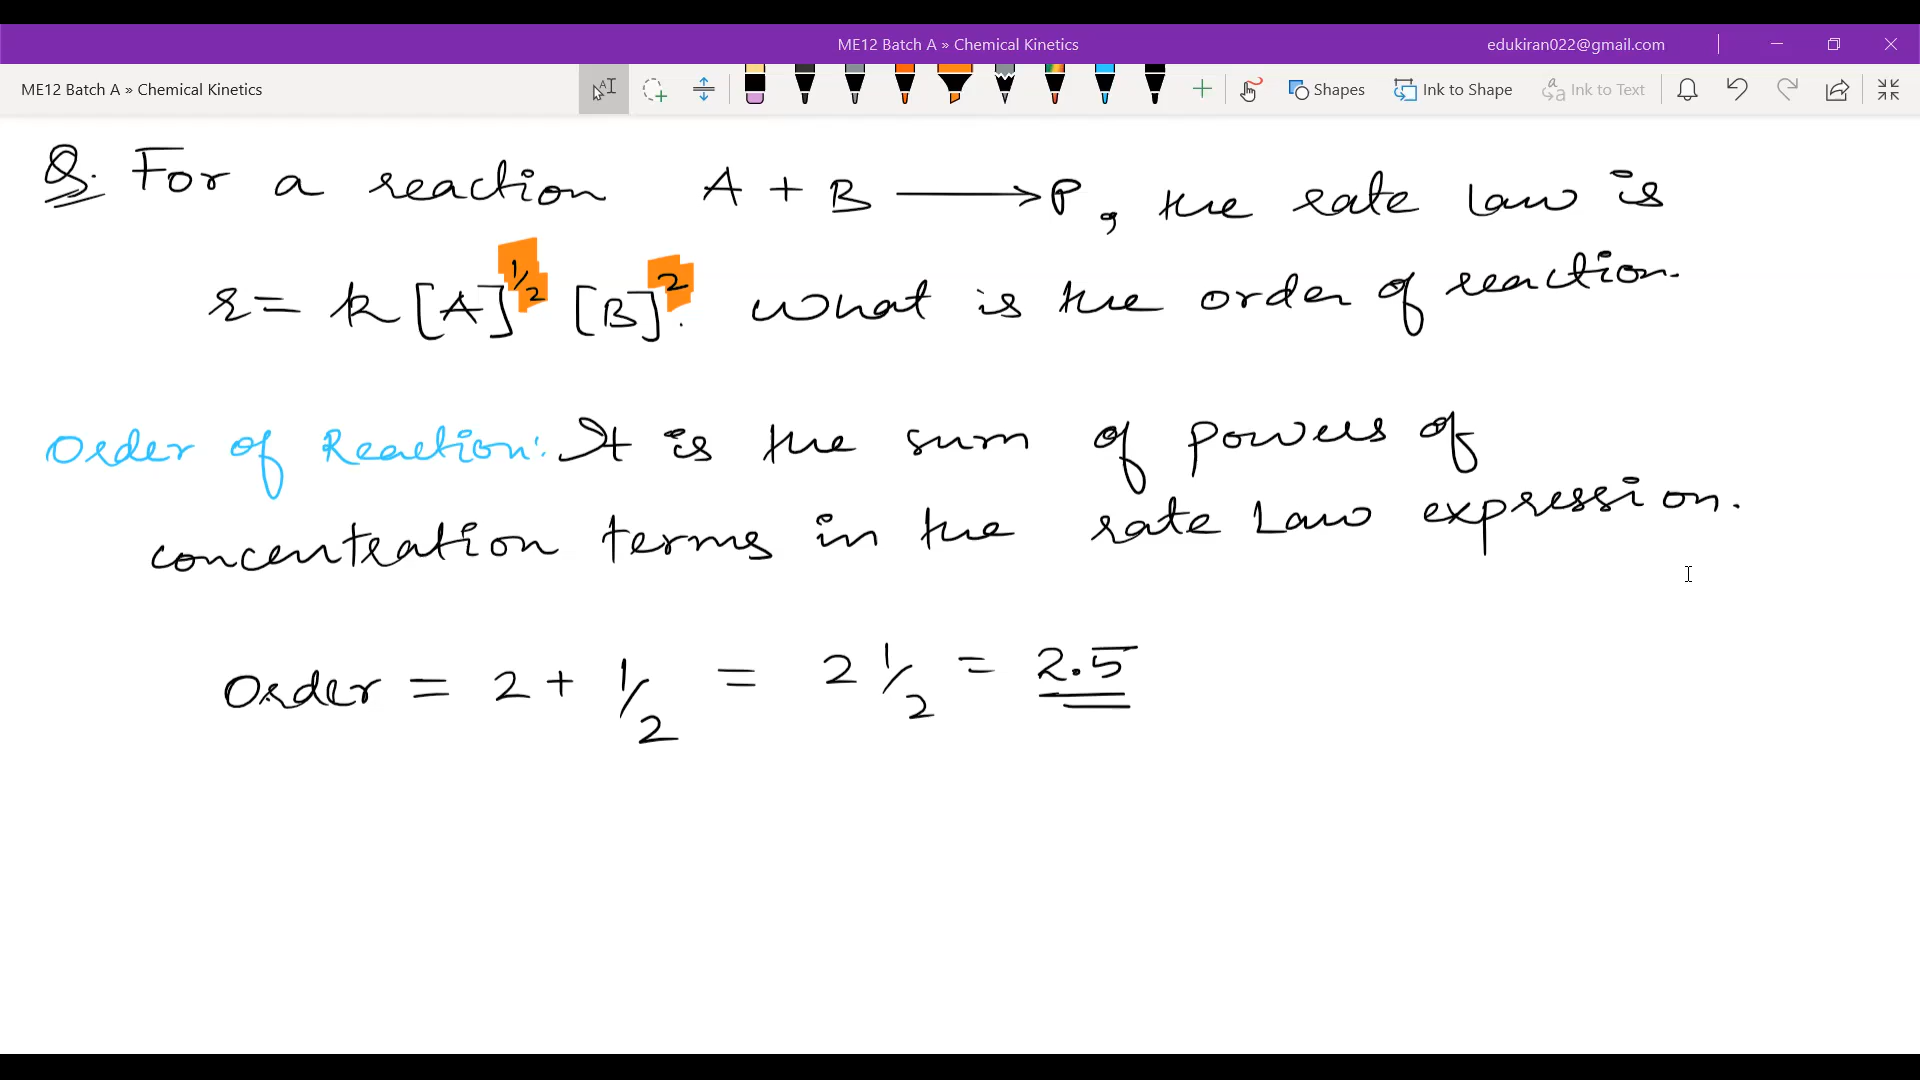 ME12 Batch A » Chemical Kinetics
edukiran022@gmail.com
ME12 Batch A » Chemical Kinetics
Shapes
Ink to Shape
Ink to Text
Q. For a reaction A + B ⟶ P, the rate law is
r = k [A]^1/2 [B]^2. What is the order of reaction.
Order of Reaction: It is the sum of powers of
concentration terms in the rate Law expression.
Order = 2 + 1/2 = 2 1/2 = 2.5